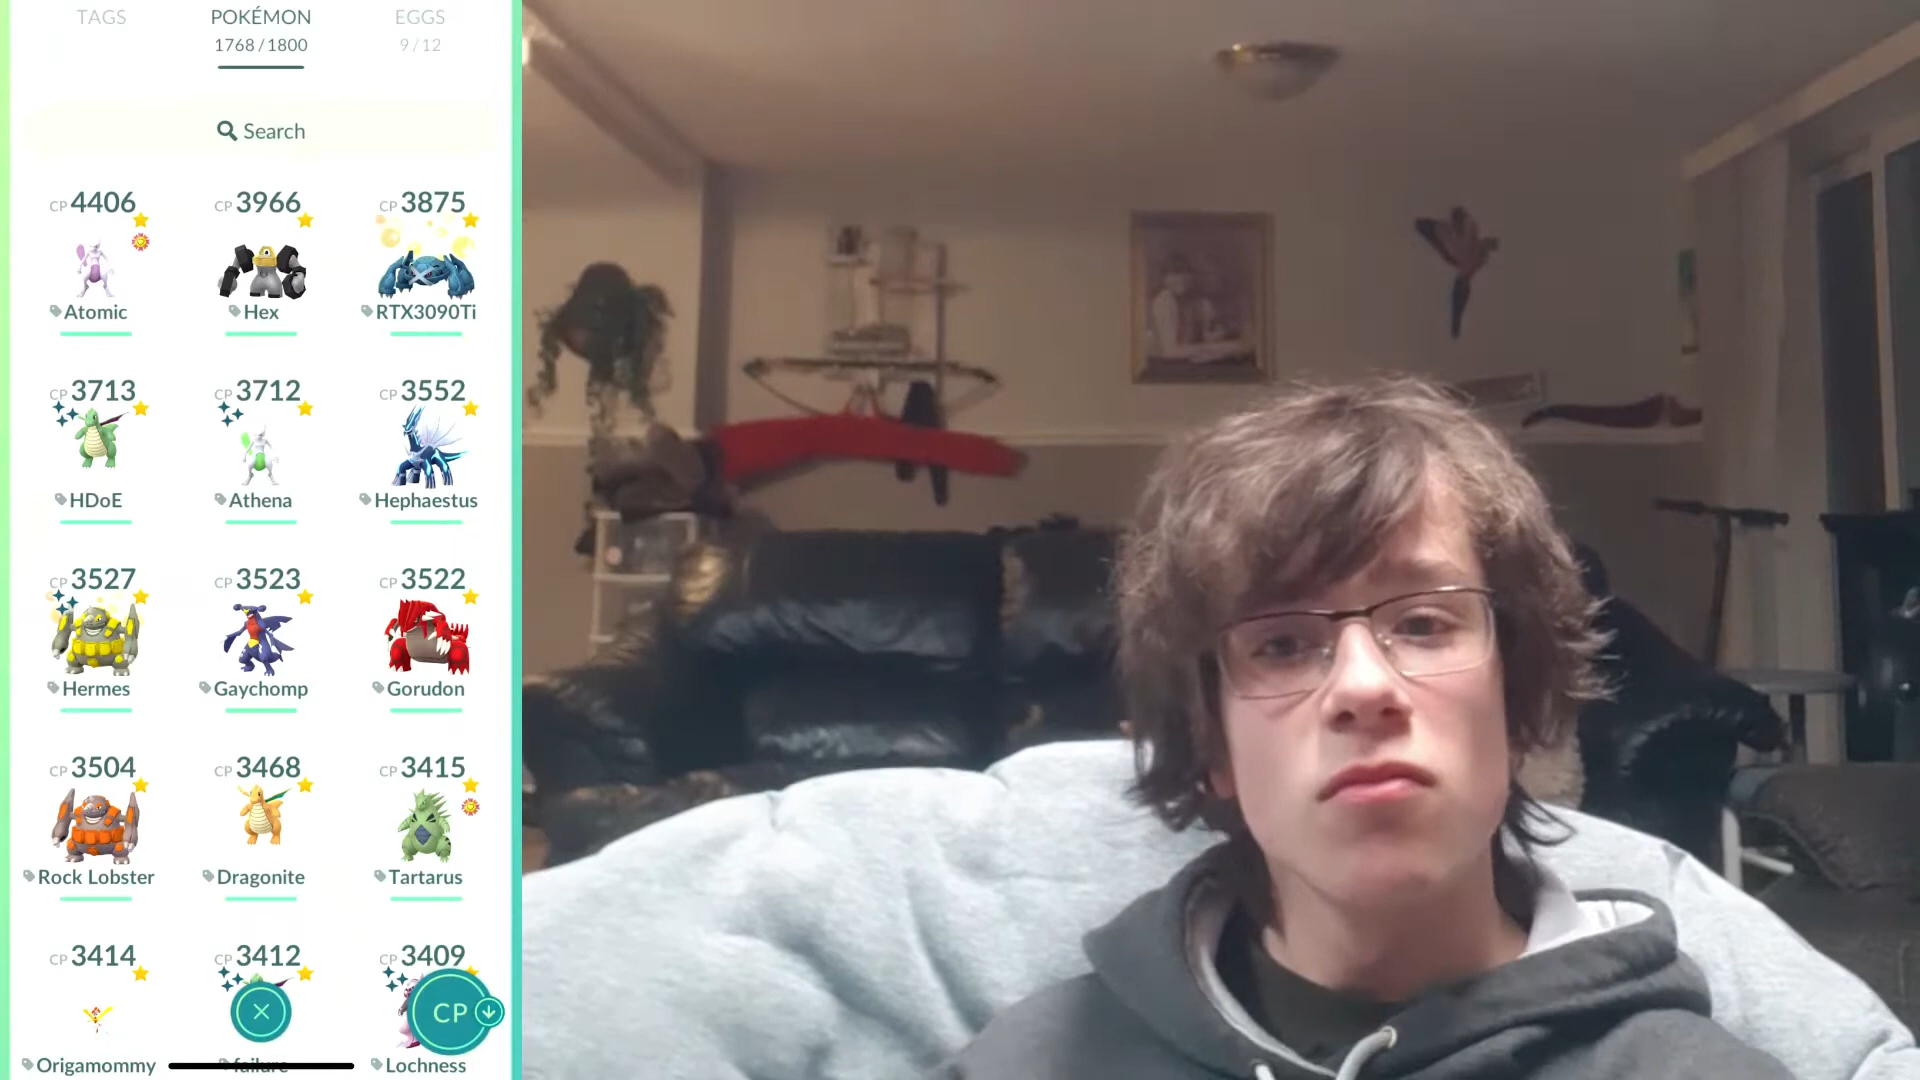 TAGS POKÉMON EGGS
1768 / 1800 9 / 12
Search
CP 4406 CP 3966 CP 3875
Atomic Hex RTX3090Ti
CP 3713 CP 3712 CP 3552
HDoE Athena Hephaestus
CP 3527 CP 3523 CP 3522
Hermes Gaychomp Gorudon
CP 3504 CP 3468 CP 3415
Rock Lobster Dragonite Tartarus
CP 3414 CP 3412 CP 3409
CP
Origamommy failure Lochness